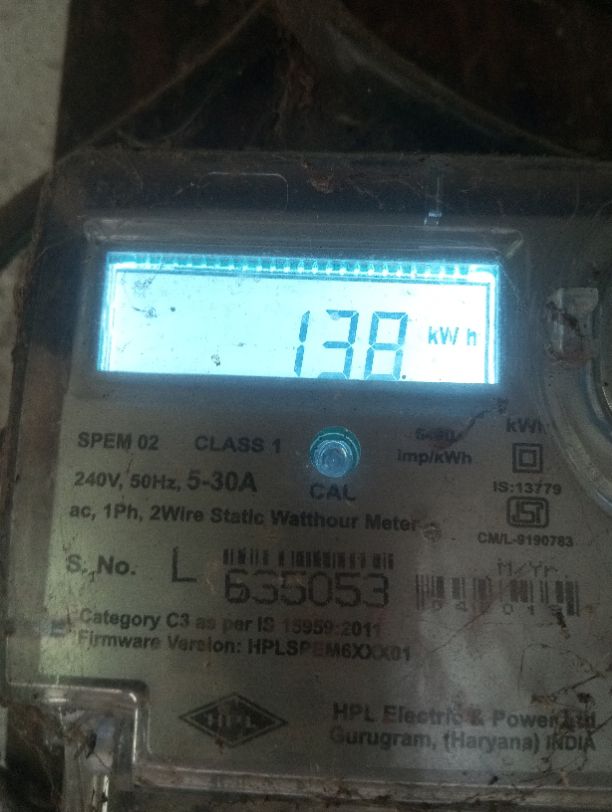 138. kW h
SPEM 02 CLASS 1
imp/kWh
kWh
240V, 50Hz, 5-30A
CAL
IS:13779
ac, 1Ph, 2Wire Static Watthour Meter
CM/L-9190783
S. No. L 635053
M/Yr
Category C3 as per IS 15959:2011
Firmware Version: HPLSPEM6XXX01
HPL
HPL Electric & Power Ltd
Gurugram, (Haryana) INDIA